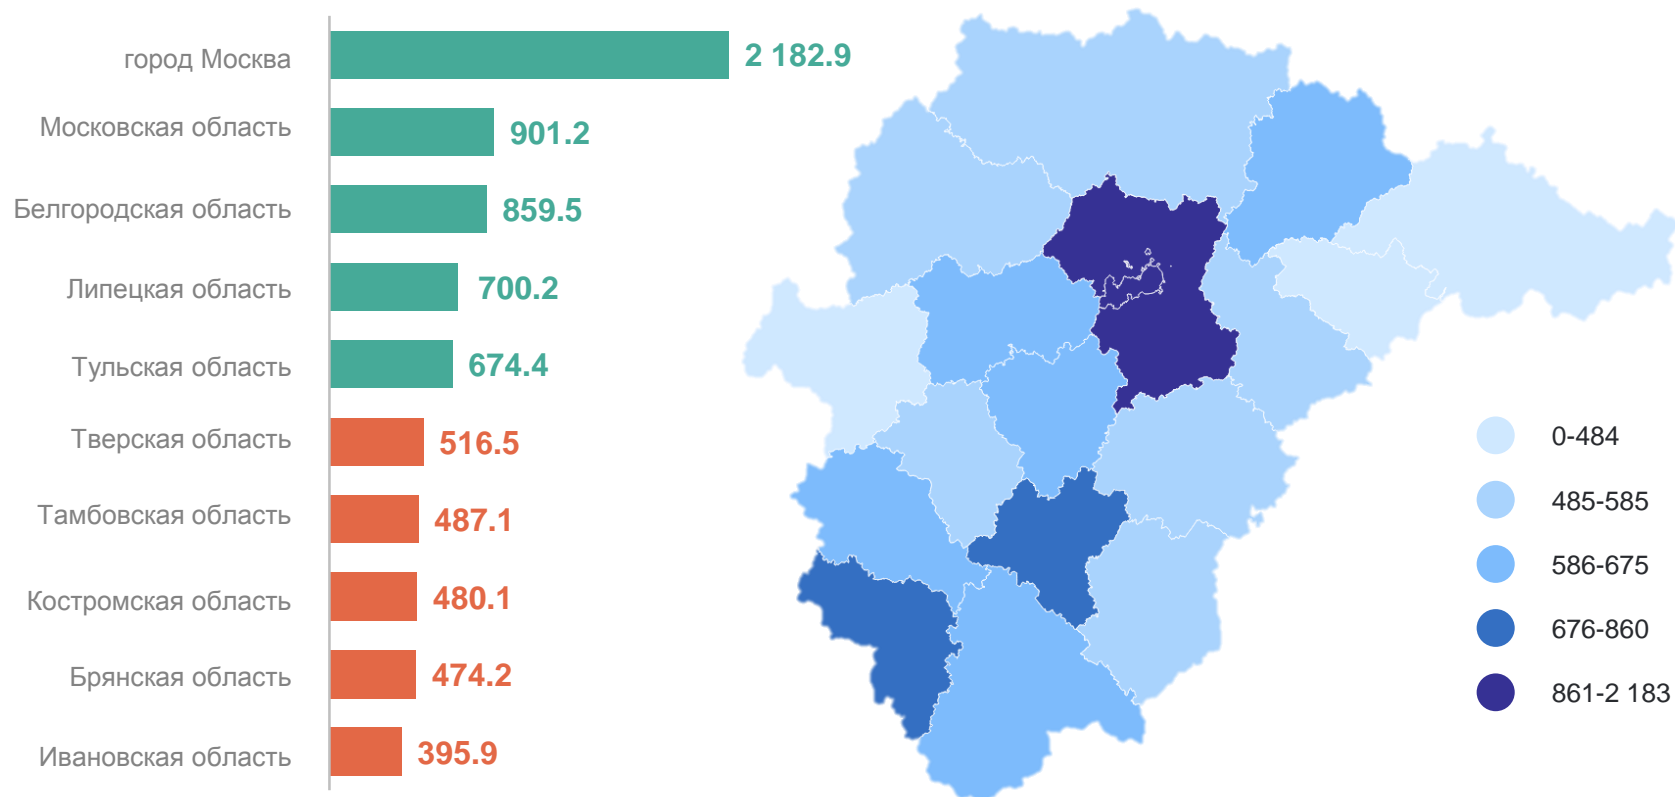 город Москва 2 182.9
Московская область 901.2
Белгородская область 859.5
Липецкая область 700.2
Тульская область 674.4
Тверская область 516.5
Тамбовская область 487.1
Костромская область 480.1
Брянская область 474.2
Ивановская область 395.9
0-484
485-585
586-675
676-860
861-2 183